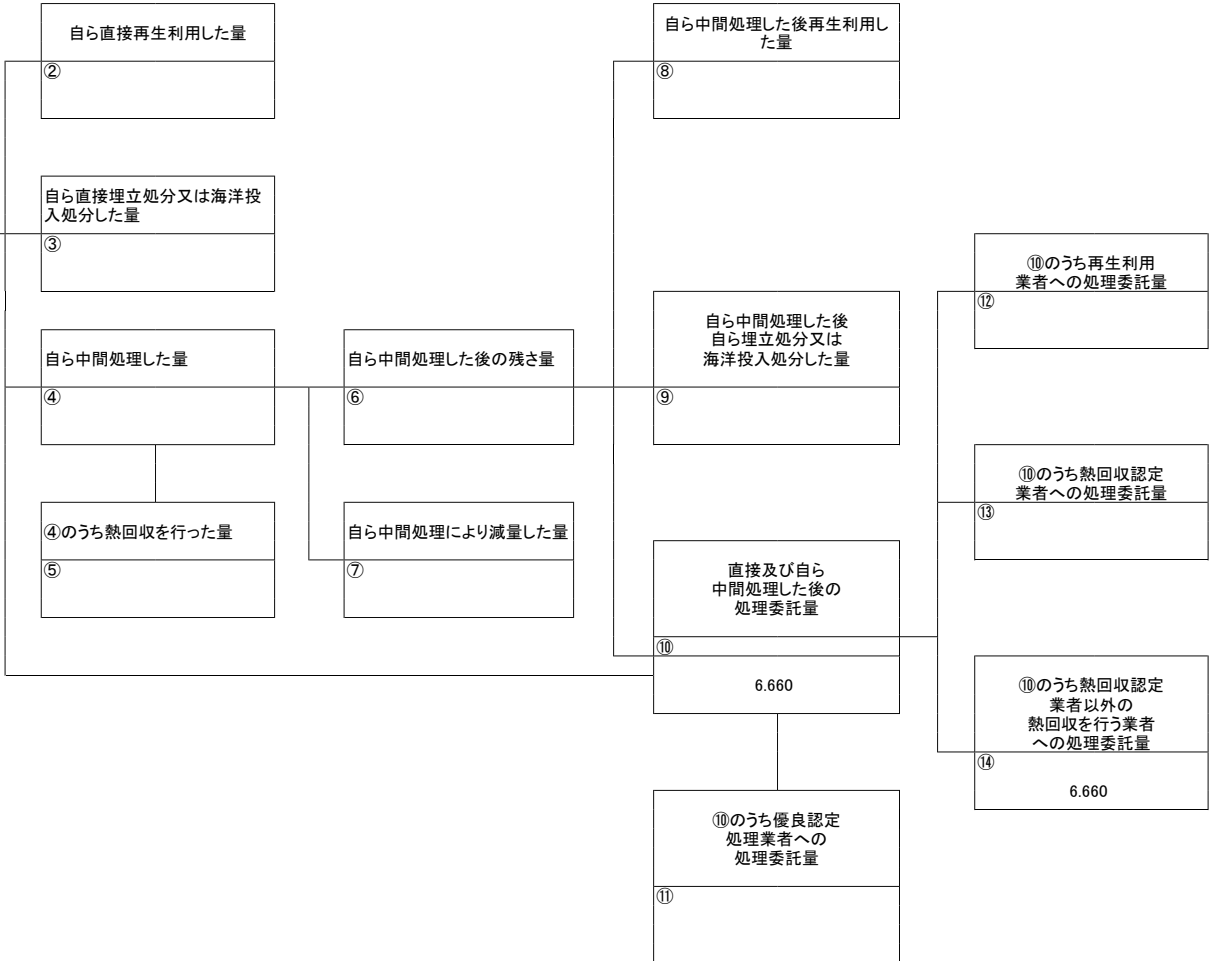 自ら直接再生利用した量
②
自ら中間処理した後再生利用し
た量
⑧
自ら直接埋立処分又は海洋投
入処分した量
③
⑩のうち再生利用
業者への処理委託量
⑫
自ら中間処理した量
④
自ら中間処理した後の残さ量
⑥
自ら中間処理した後
自ら埋立処分又は
海洋投入処分した量
⑨
⑩のうち熱回収認定
業者への処理委託量
⑬
④のうち熱回収を行った量
⑤
自ら中間処理により減量した量
⑦
直接及び自ら
中間処理した後の
処理委託量
⑩
6.660
⑩のうち熱回収認定
業者以外の
熱回収を行う業者
への処理委託量
⑭
6.660
⑩のうち優良認定
処理業者への
処理委託量
⑪